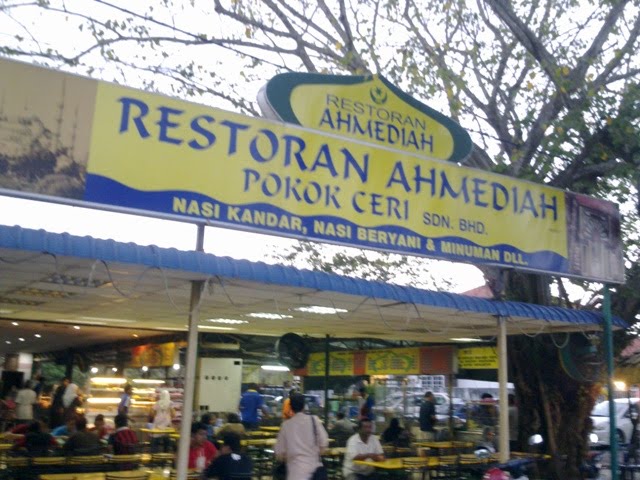 RESTORAN
AHMEDIAH
RESTORAN AHMEDIAH
POKOK CERI SDN. BHD.
NASI KANDAR, NASI BERYANI & MINUMAN DLL.